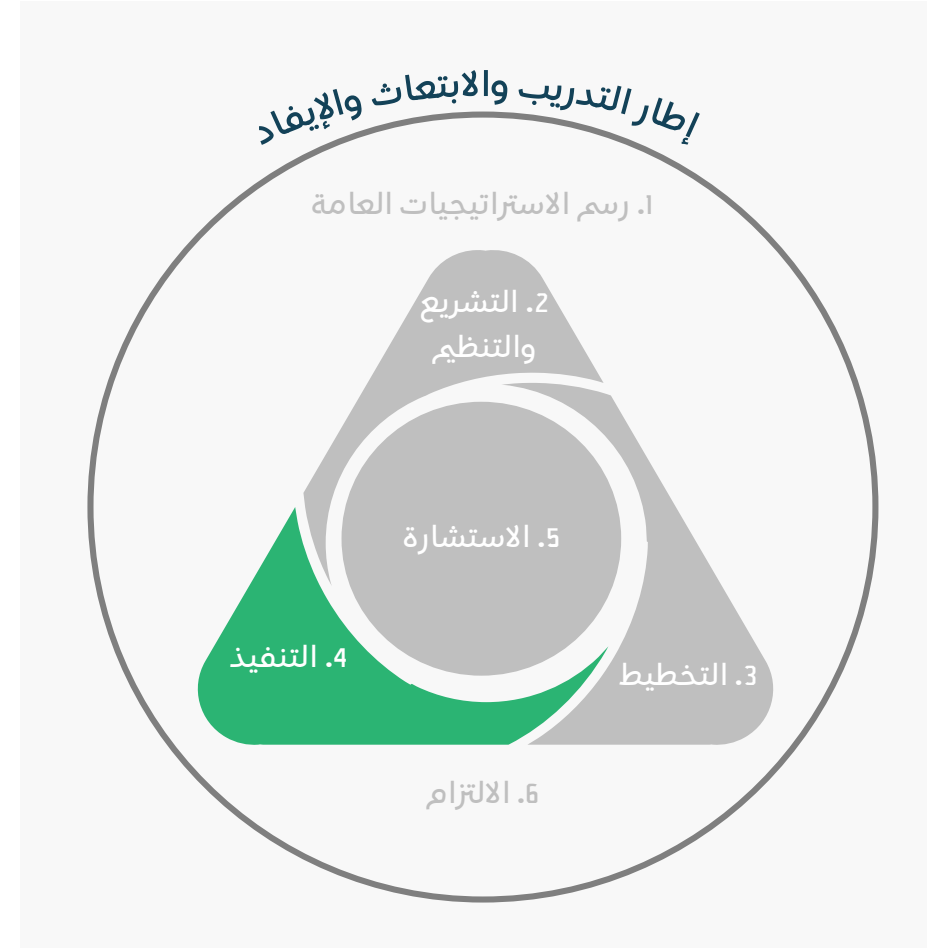 إطار التدريب والابتعاث والإيفاد
1. رسم الاستراتيجيات العامة
2. التشريع
والتنظيم
5. الاستشارة
4. التنفيذ
3. التخطيط
6. الالتزام